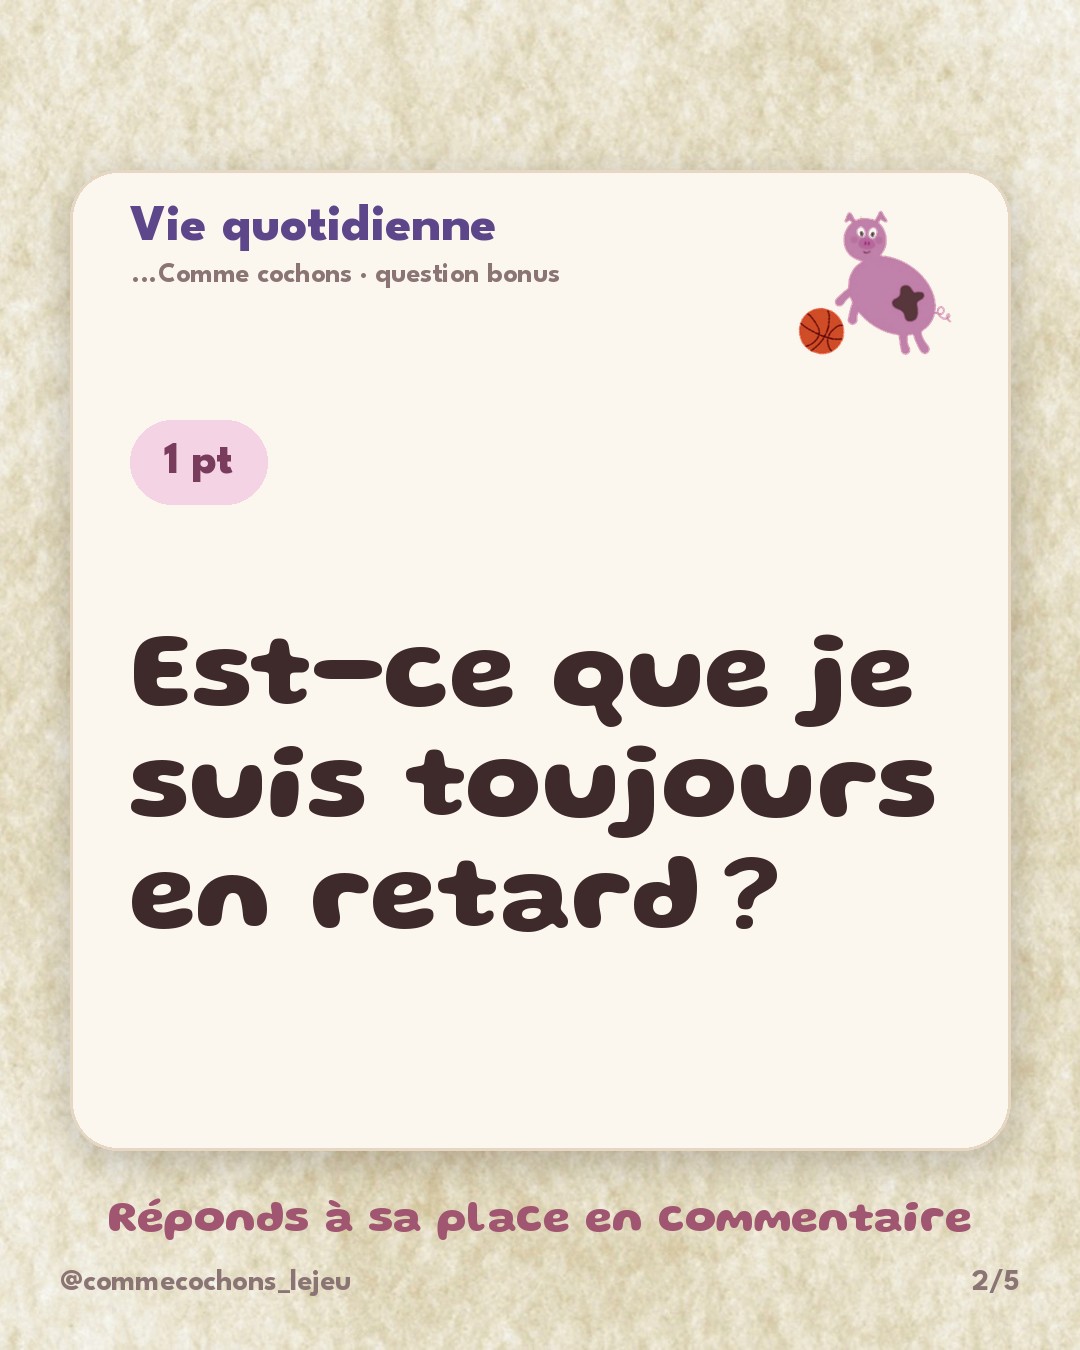 Vie quotidienne
...Comme cochons · question bonus
1 pt
Est-ce que je
suis toujours
en retard ?
Réponds à sa place en commentaire
@commecochons_lejeu
2/5